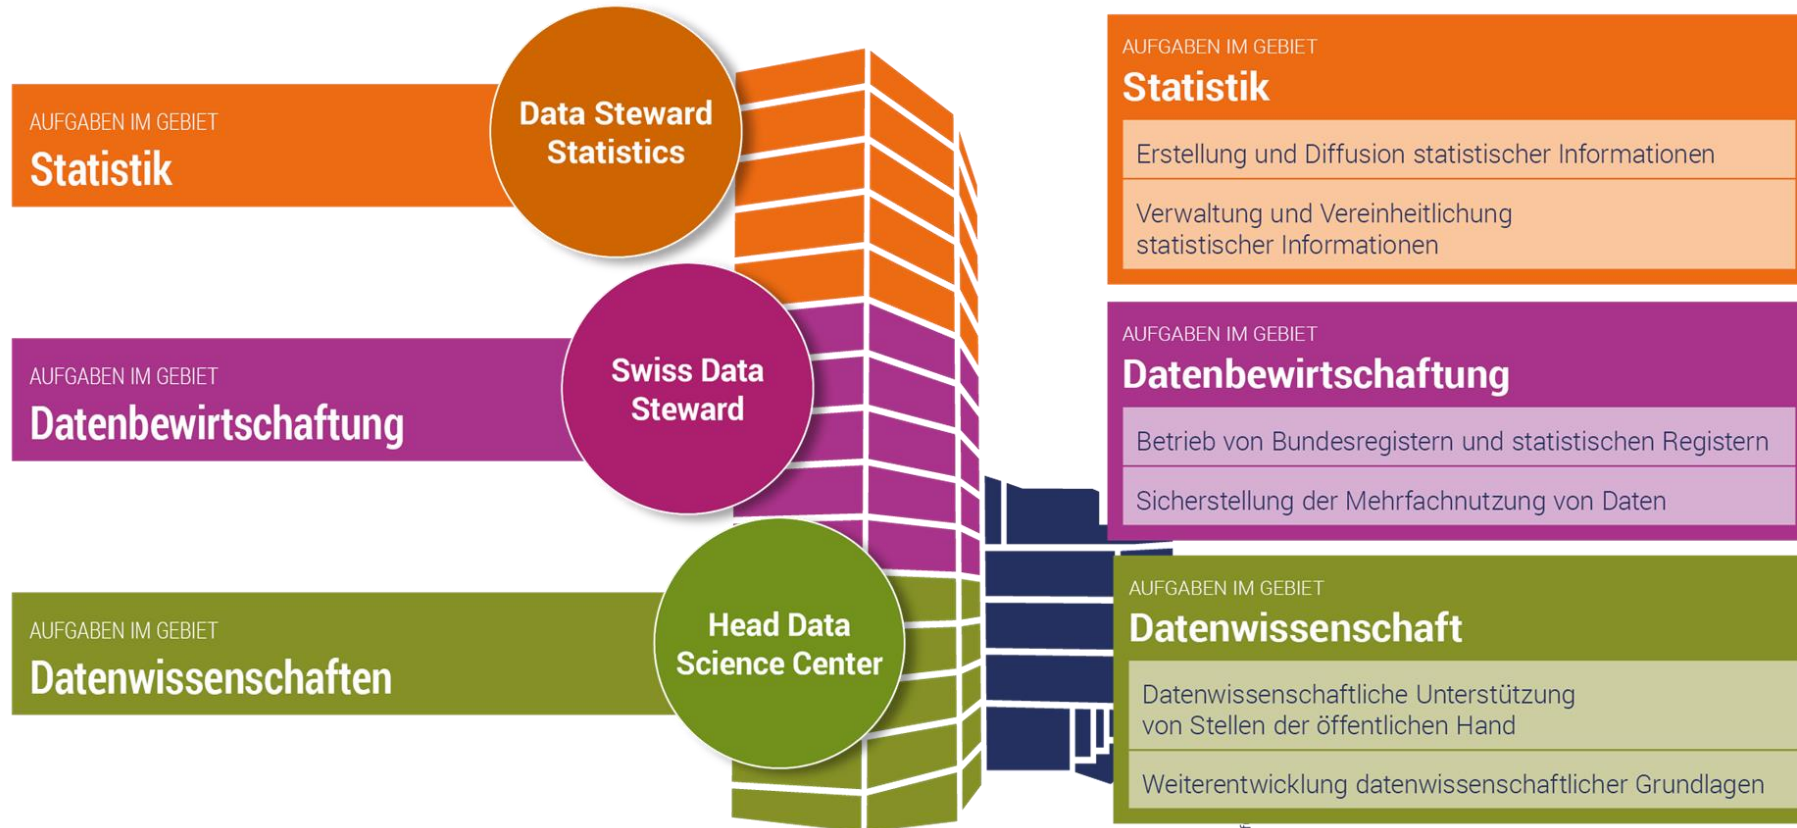 AUFGABEN IM GEBIET
Statistik
Data Steward
Statistics
AUFGABEN IM GEBIET
Datenbewirtschaftung
Swiss Data
Steward
AUFGABEN IM GEBIET
Datenwissenschaften
Head Data
Science Center
AUFGABEN IM GEBIET
Statistik
Erstellung und Diffusion statistischer Informationen
Verwaltung und Vereinheitlichung
statistischer Informationen
AUFGABEN IM GEBIET
Datenbewirtschaftung
Betrieb von Bundesregistern und statistischen Registern
Sicherstellung der Mehrfachnutzung von Daten
AUFGABEN IM GEBIET
Datenwissenschaft
Datenwissenschaftliche Unterstützung
von Stellen der öffentlichen Hand
Weiterentwicklung datenwissenschaftlicher Grundlagen